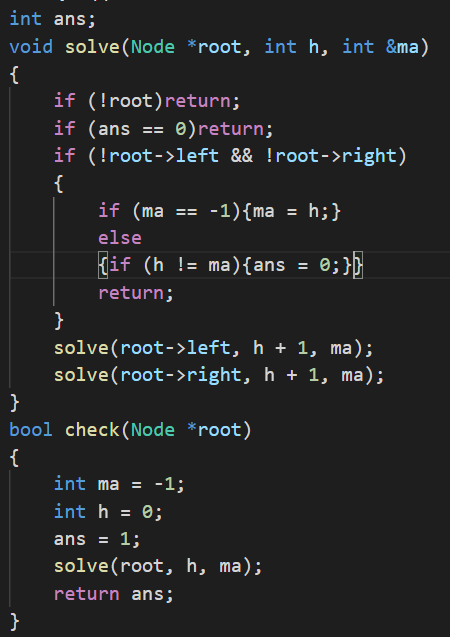 int ans;
void solve(Node *root, int h, int &ma)
{
    if (!root)return;
    if (ans == 0)return;
    if (!root->left && !root->right)
    {
        if (ma == -1){ma = h;}
        else
        {if (h != ma){ans = 0;}}
        return;
    }
    solve(root->left, h + 1, ma);
    solve(root->right, h + 1, ma);
}
bool check(Node *root)
{
    int ma = -1;
    int h = 0;
    ans = 1;
    solve(root, h, ma);
    return ans;
}